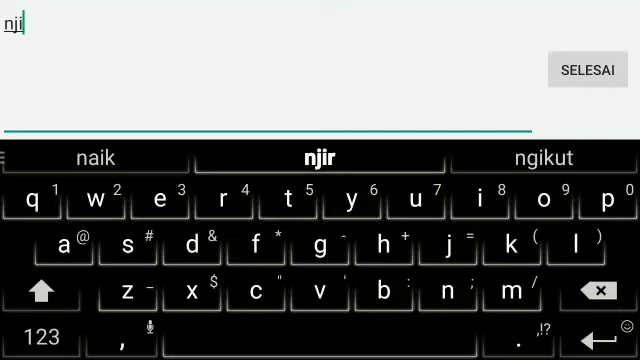 nji
SELESAI
naik njir ngikut
q 1 w 2 e 3 r 4 t 5 y 6 u 7 i 8 o 9 p 0
a @ s # d & f * g - h + j = k ( l )
z _ x $ c " v ' b : n ; m /
123 , . ,!?